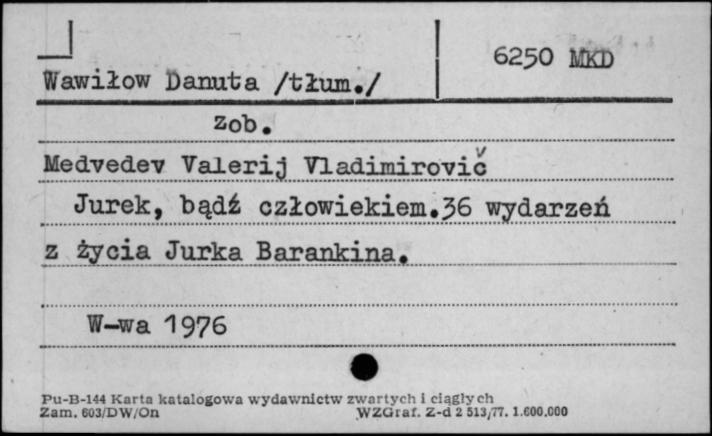 6250 MKD
Wawiłow Danuta /tłum./
zob.
Medvedev Valerij Vladimirovič
Jurek, bądź człowiekiem.36 wydarzeń
z życia Jurka Barankina.
W-wa 1976
Pu-B-144 Karta katalogowa wydawnictw zwartych i ciągłych
Zam. 603/DW/On WZGraf. Z-d 2 513/77. 1.600.000